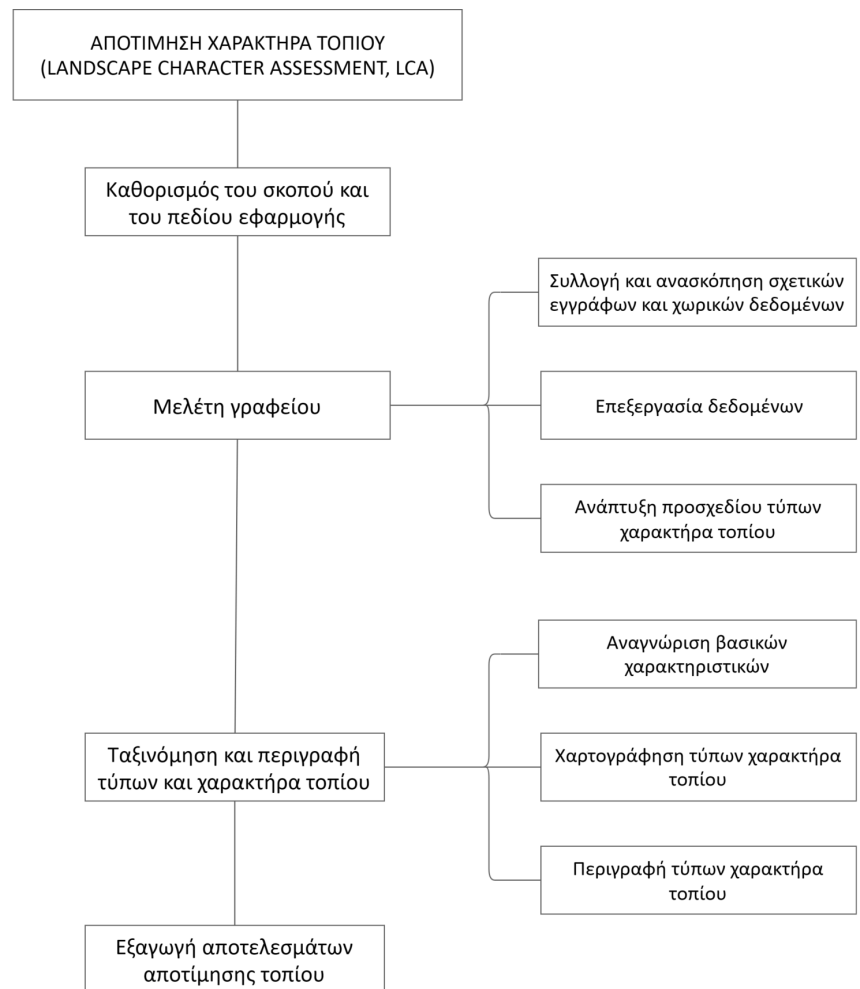 ΑΠΟΤΙΜΗΣΗ ΧΑΡΑΚΤΗΡΑ ΤΟΠΙΟΥ
(LANDSCAPE CHARACTER ASSESSMENT, LCA)
Καθορισμός του σκοπού και
του πεδίου εφαρμογής
Μελέτη γραφείου
Συλλογή και ανασκόπηση σχετικών
εγγράφων και χωρικών δεδομένων
Επεξεργασία δεδομένων
Ανάπτυξη προσχεδίου τύπων
χαρακτήρα τοπίου
Ταξινόμηση και περιγραφή
τύπων και χαρακτήρα τοπίου
Αναγνώριση βασικών
χαρακτηριστικών
Χαρτογράφηση τύπων χαρακτήρα
τοπίου
Περιγραφή τύπων χαρακτήρα
τοπίου
Εξαγωγή αποτελεσμάτων
αποτίμησης τοπίου